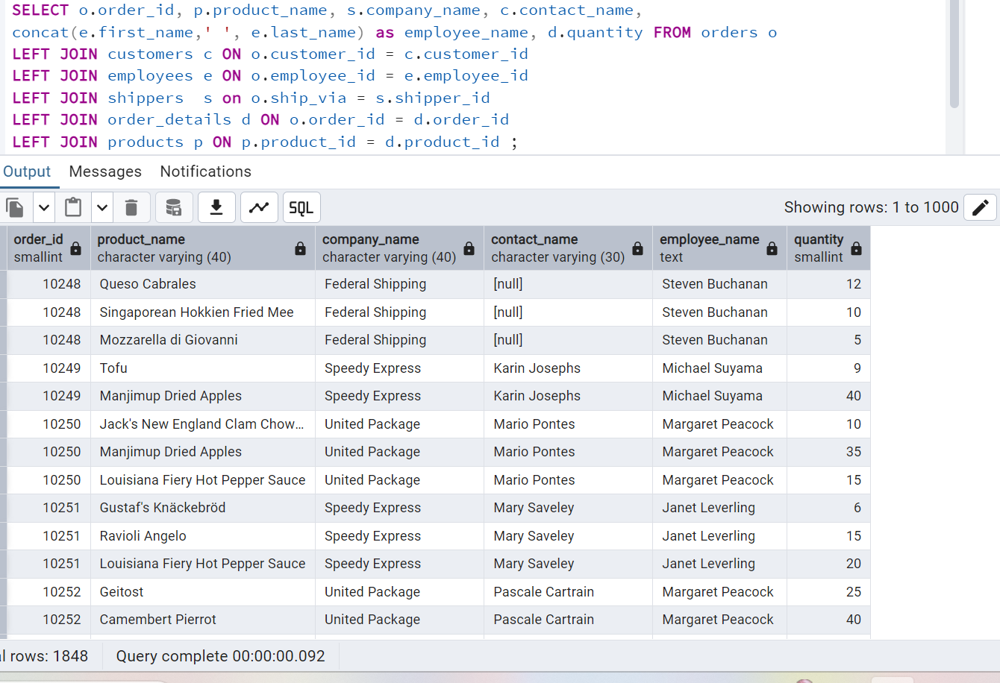 SELECT o.order_id, p.product_name, s.company_name, c.contact_name,
concat(e.first_name,' ', e.last_name) as employee_name, d.quantity FROM orders o
LEFT JOIN customers c ON o.customer_id = c.customer_id
LEFT JOIN employees e ON o.employee_id = e.employee_id
LEFT JOIN shippers  s on o.ship_via = s.shipper_id
LEFT JOIN order_details d ON o.order_id = d.order_id
LEFT JOIN products p ON p.product_id = d.product_id ;
Output Messages Notifications
SQL Showing rows: 1 to 1000
order_id product_name company_name contact_name employee_name quantity
smallint character varying (40) character varying (40) character varying (30) text smallint
10248 Queso Cabrales Federal Shipping [null] Steven Buchanan 12
10248 Singaporean Hokkien Fried Mee Federal Shipping [null] Steven Buchanan 10
10248 Mozzarella di Giovanni Federal Shipping [null] Steven Buchanan 5
10249 Tofu Speedy Express Karin Josephs Michael Suyama 9
10249 Manjimup Dried Apples Speedy Express Karin Josephs Michael Suyama 40
10250 Jack's New England Clam Chow... United Package Mario Pontes Margaret Peacock 10
10250 Manjimup Dried Apples United Package Mario Pontes Margaret Peacock 35
10250 Louisiana Fiery Hot Pepper Sauce United Package Mario Pontes Margaret Peacock 15
10251 Gustaf's Knäckebröd Speedy Express Mary Saveley Janet Leverling 6
10251 Ravioli Angelo Speedy Express Mary Saveley Janet Leverling 15
10251 Louisiana Fiery Hot Pepper Sauce Speedy Express Mary Saveley Janet Leverling 20
10252 Geitost United Package Pascale Cartrain Margaret Peacock 25
10252 Camembert Pierrot United Package Pascale Cartrain Margaret Peacock 40
l rows: 1848 Query complete 00:00:00.092